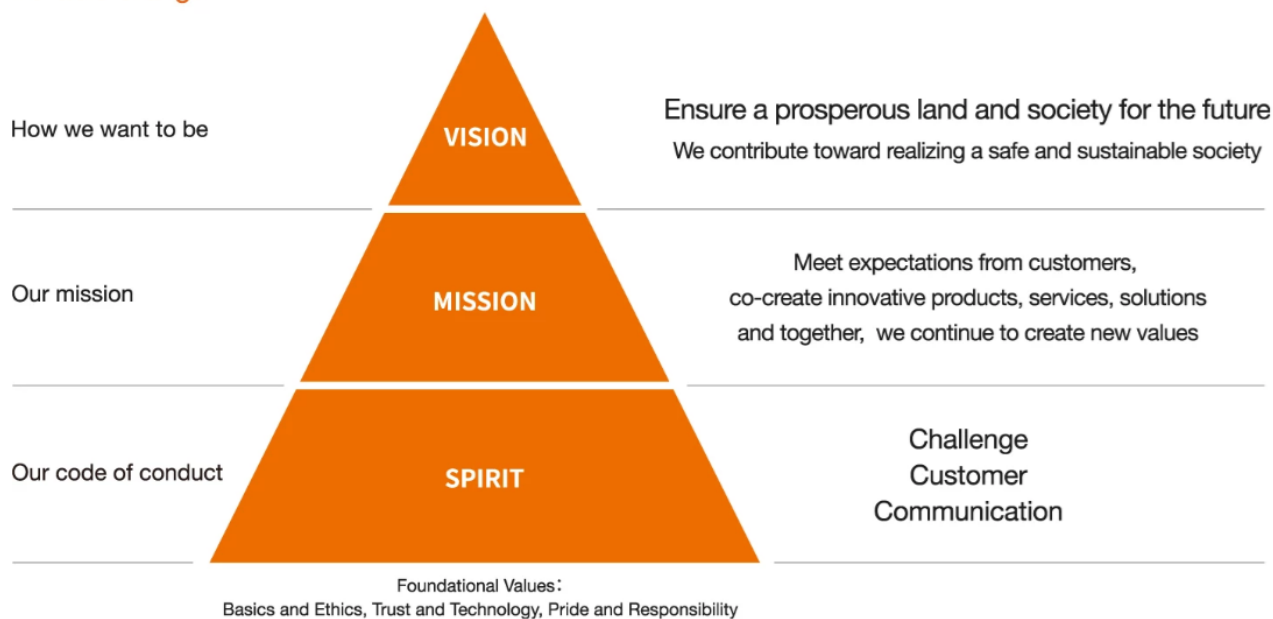 How we want to be
VISION
Ensure a prosperous land and society for the future
We contribute toward realizing a safe and sustainable society
Our mission
MISSION
Meet expectations from customers,
co-create innovative products, services, solutions
and together, we continue to create new values
Our code of conduct
SPIRIT
Challenge
Customer
Communication
Foundational Values:
Basics and Ethics, Trust and Technology, Pride and Responsibility